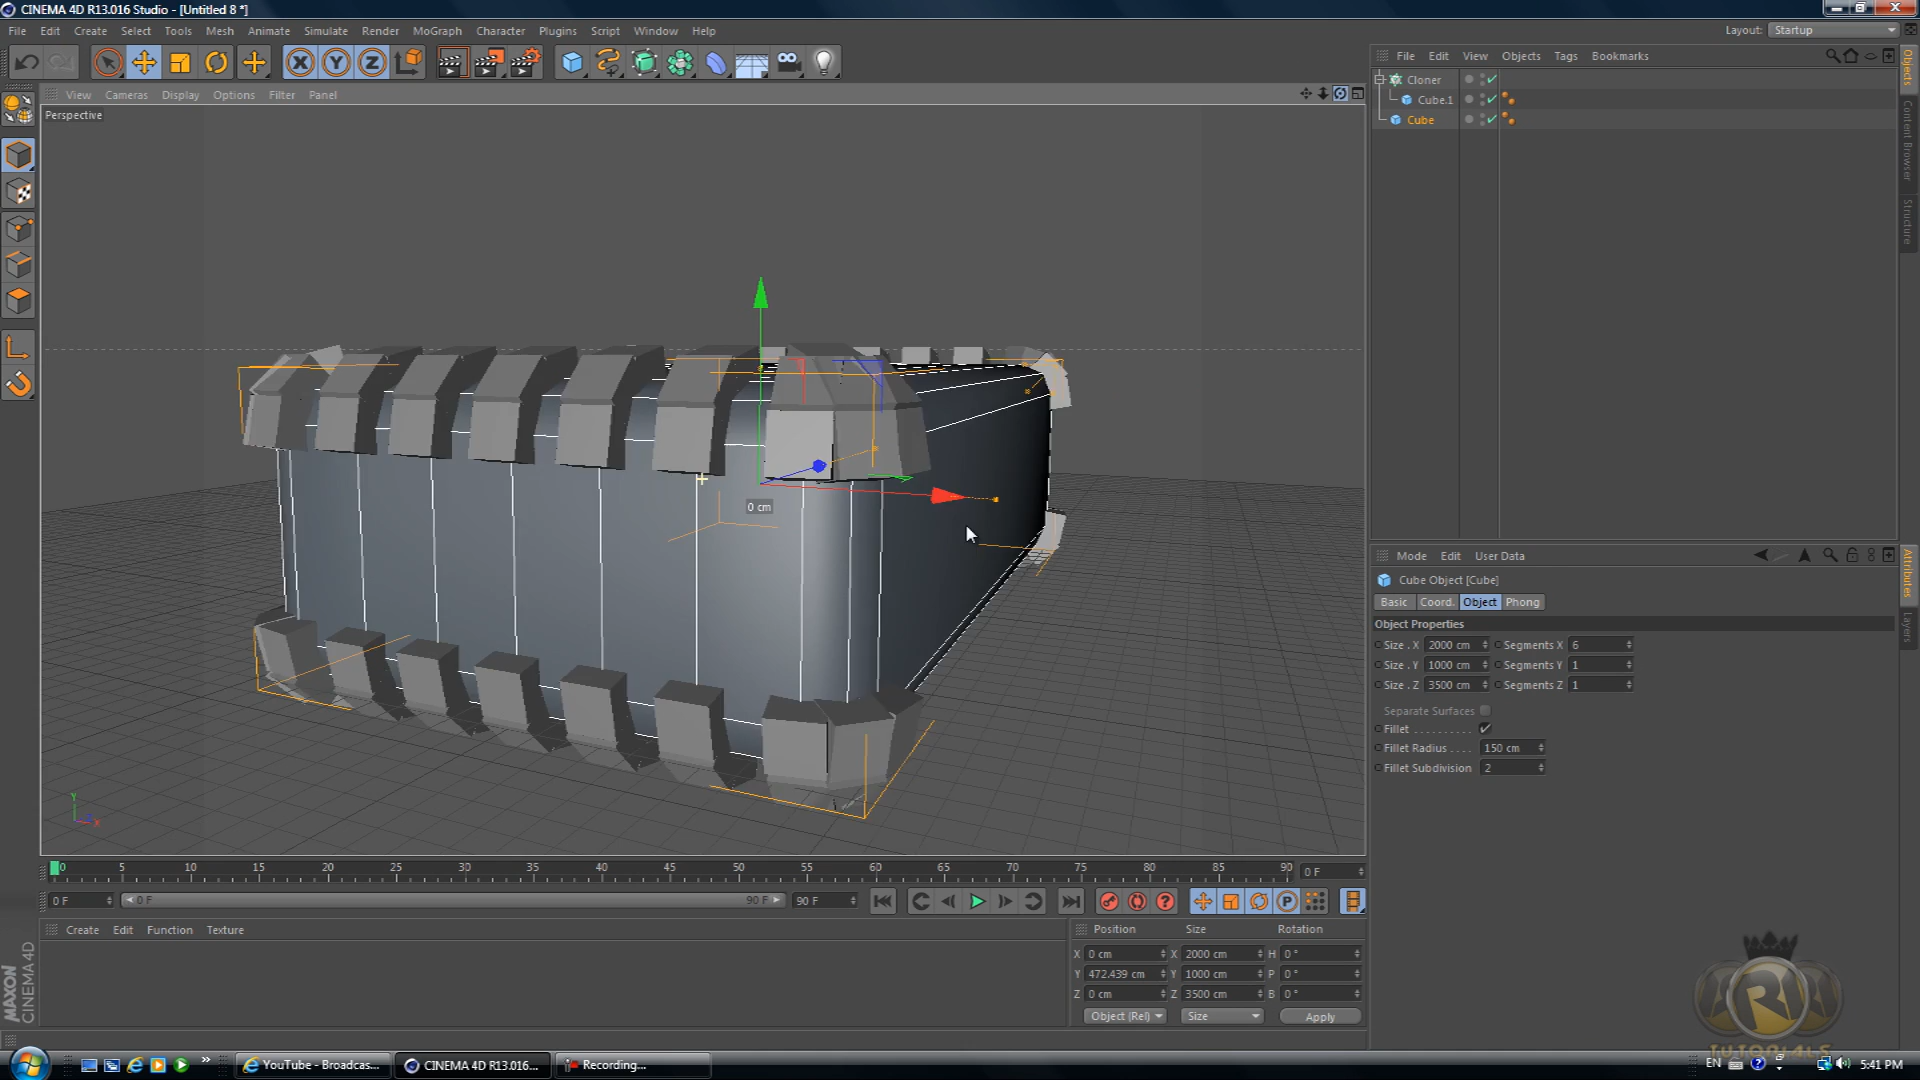 CINEMA 4D R13.016 Studio - [Untitled 8 *]
File Edit Create Select Tools Mesh Animate Simulate Render MoGraph Character Plugins Script Window Help
Layout: Startup
View Cameras Display Options Filter Panel
Perspective
0 cm
Y
X
File Edit View Objects Tags Bookmarks
Cloner
Cube.1
Cube
Objects
Content Browser
Structure
Mode Edit User Data
Cube Object [Cube]
Basic Coord. Object Phong
Object Properties
Size . X 2000 cm Segments X 6
Size . Y 1000 cm Segments Y 1
Size . Z 3500 cm Segments Z 1
Separate Surfaces
Fillet
Fillet Radius 150 cm
Fillet Subdivision 2
Attributes
Layers
0 5 10 15 20 25 30 35 40 45 50 55 60 65 70 75 80 85 90 0 F
0 F 0 F 90 F 90 F
Create Edit Function Texture
Position Size Rotation
X 0 cm X 2000 cm H 0 °
Y 472.439 cm Y 1000 cm P 0 °
Z 0 cm Z 3500 cm B 0 °
Object (Rel) Size Apply
MAXON
CINEMA 4D
R
TUTORIALS
YouTube - Broadcas... CINEMA 4D R13.016... Recording...
EN 5:41 PM